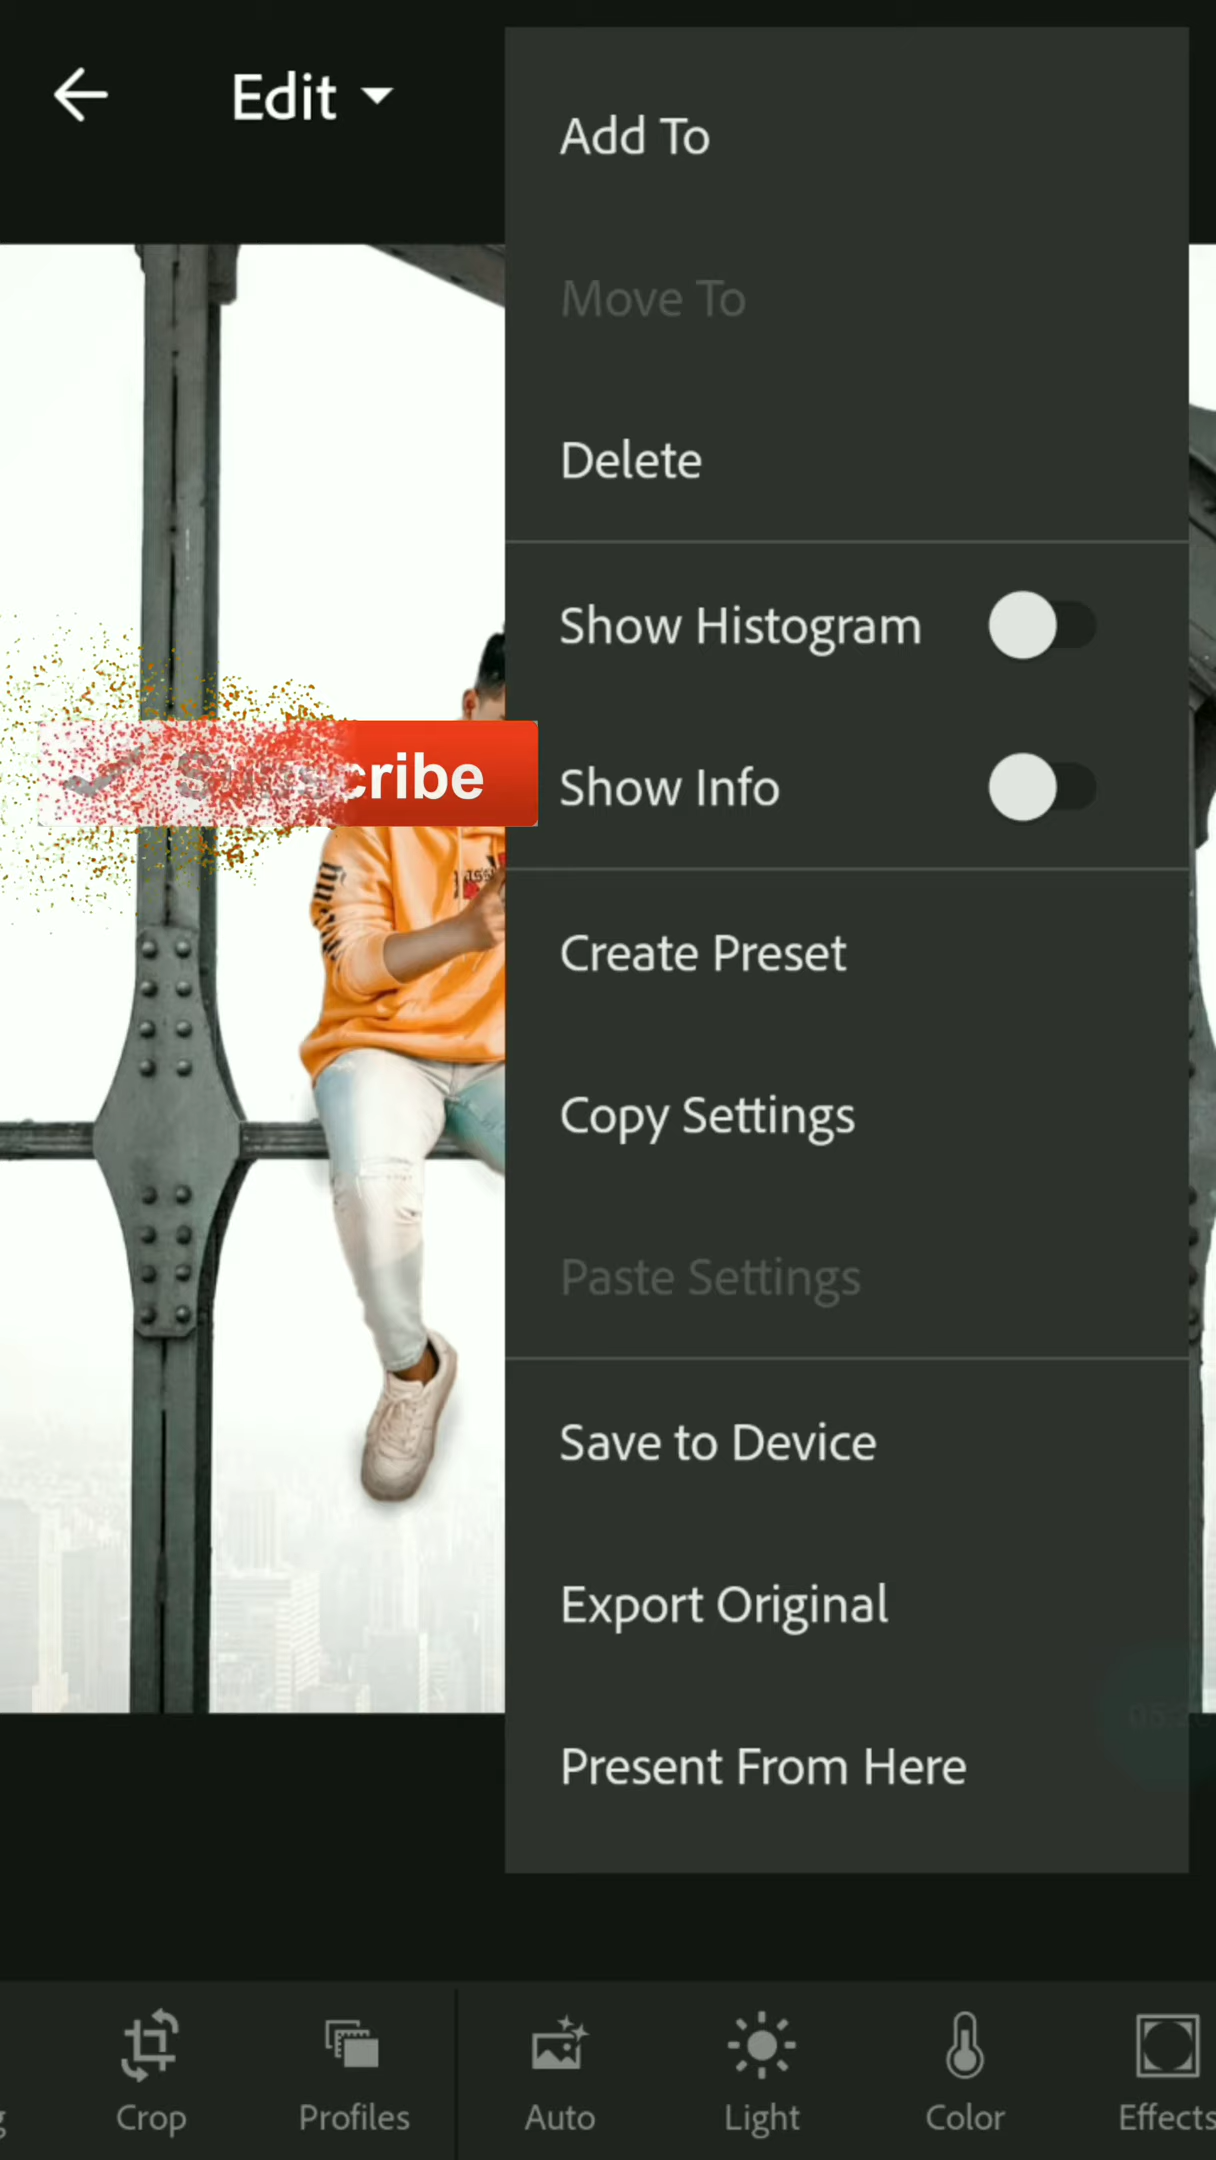 Edit
Add To
Move To
Delete
Show Histogram
Subscribe
Show Info
Create Preset
Copy Settings
Paste Settings
Save to Device
Export Original
Present From Here
Crop
Profiles
Auto
Light
Color
Effects